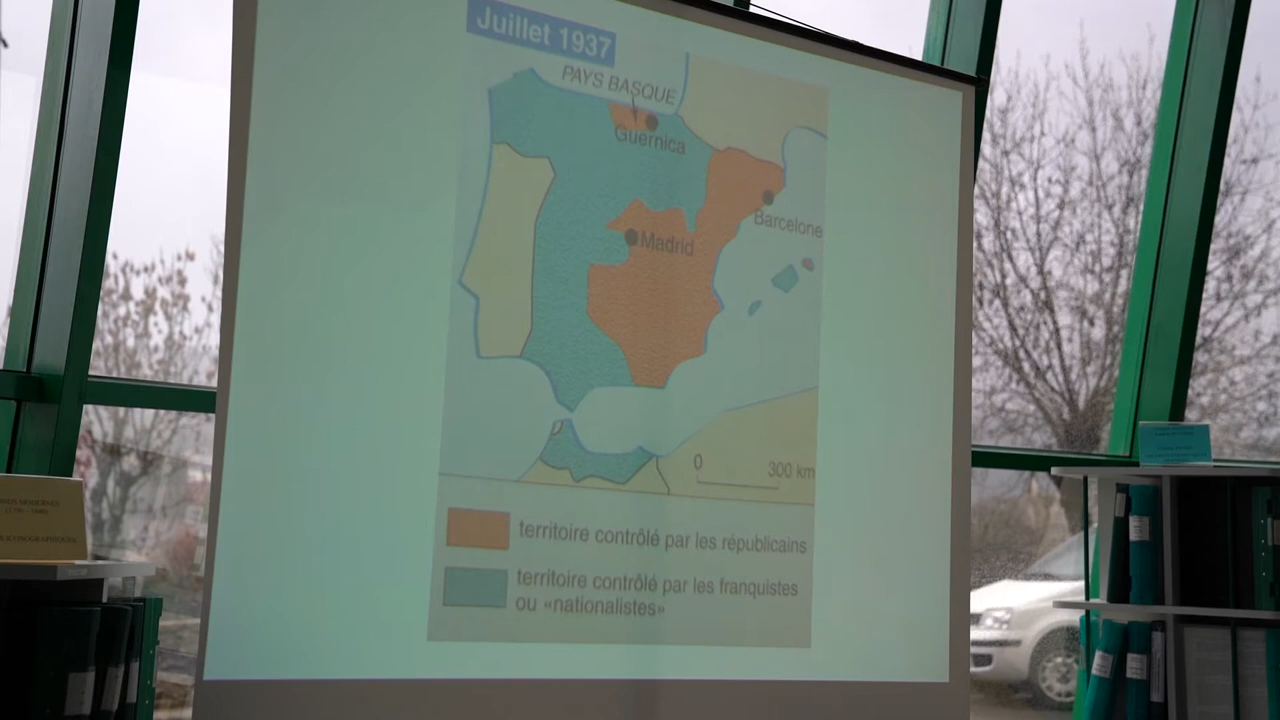 Juillet 1937
PAYS BASQUE
Guernica
Barcelone
Madrid
0 300 km
territoire contrôlé par les républicains
territoire contrôlé par les franquistes
ou «nationalistes»